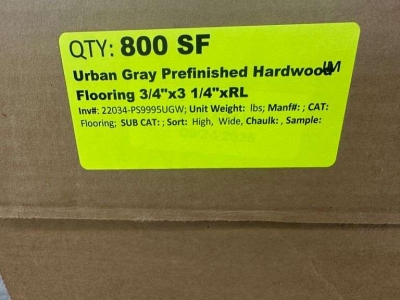 QTY: 800 SF
Urban Gray Prefinished Hardwood
Flooring 3/4"x3 1/4"xRL
Inv#: 22034-PS9995UGW; Unit Weight: lbs; Manf#: ; CAT:
Flooring; SUB CAT: ; Sort: High, Wide, Chaulk: , Sample: